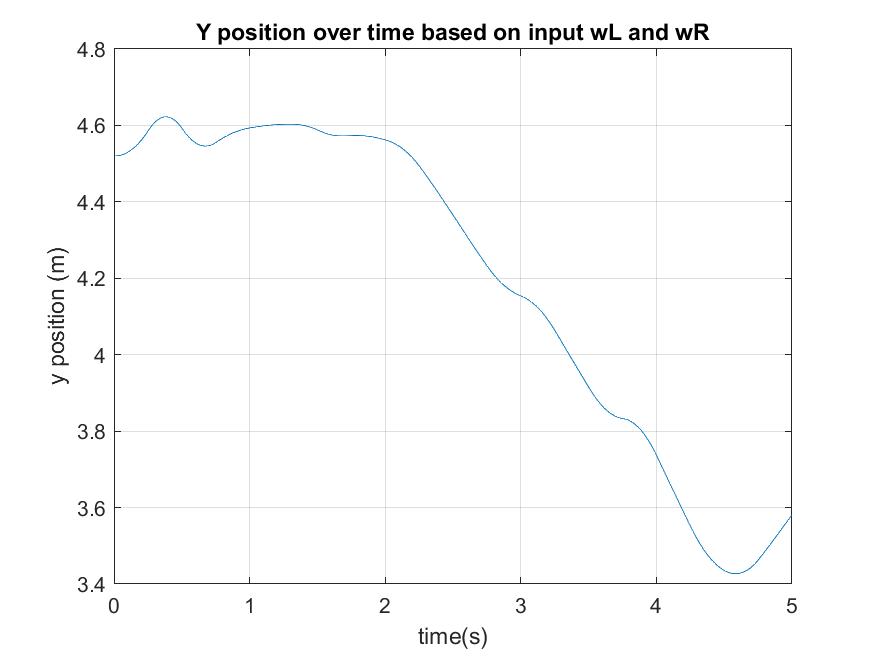 Y position over time based on input wL and wR
4.8
4.6
4.4
4.2
4
3.8
3.6
3.4
y position (m)
0 1 2 3 4 5
time(s)